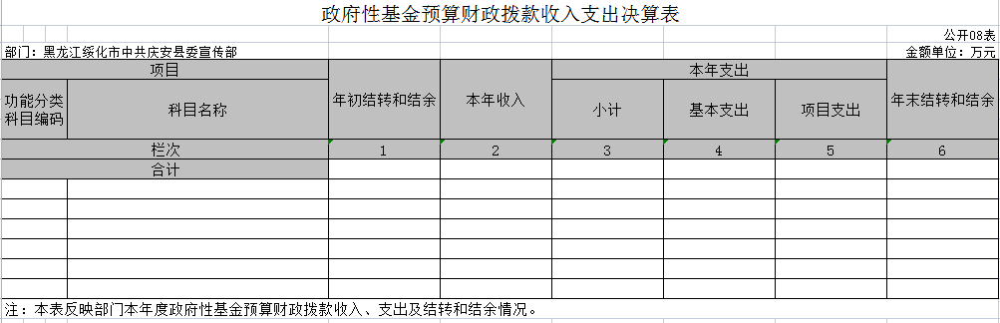 政府性基金预算财政拨款收入支出决算表
公开08表
部门：黑龙江绥化市中共庆安县委宣传部 金额单位：万元
项目 年初结转和结余 本年收入 本年支出 年末结转和结余
功能分类科目编码 科目名称 小计 基本支出 项目支出
栏次 1 2 3 4 5 6
合计
注：本表反映部门本年度政府性基金预算财政拨款收入、支出及结转和结余情况。